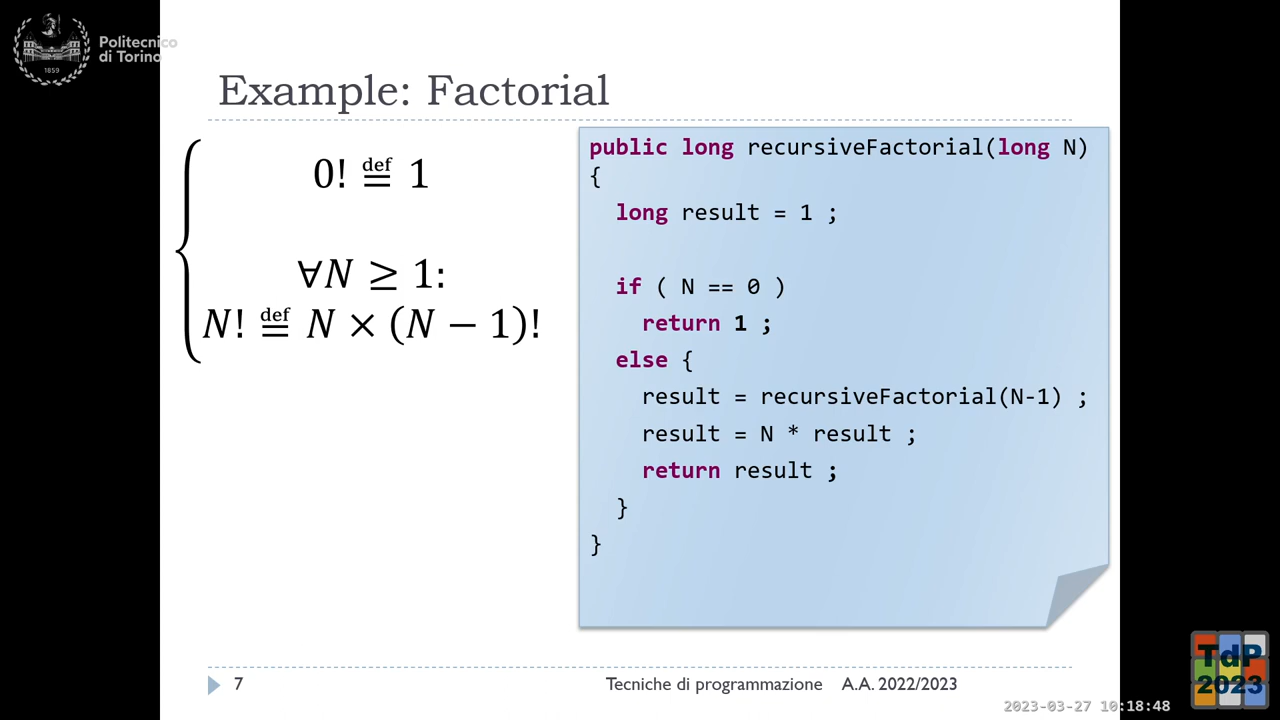 Politecnico
di Torino
1859
Example: Factorial
0! ≝ 1
∀N ≥ 1:
N! ≝ N × (N − 1)!
public long recursiveFactorial(long N)
{
long result = 1 ;
if ( N == 0 )
return 1 ;
else {
result = recursiveFactorial(N-1) ;
result = N * result ;
return result ;
}
}
7
Tecniche di programmazione A.A. 2022/2023
TdP
2023
2023-03-27 10:18:48